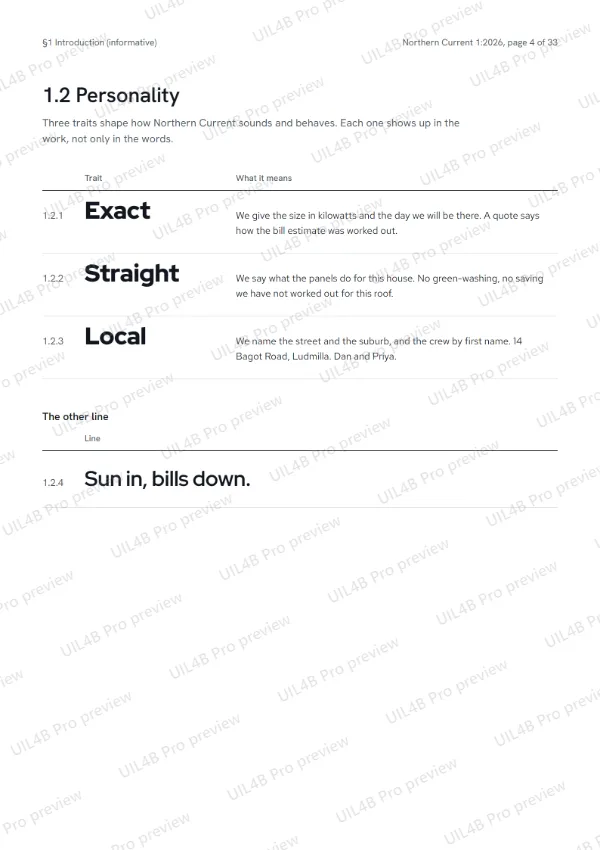 §1 Introduction (informative)
Northern Current 1:2026, page 4 of 33
1.2 Personality
Three traits shape how Northern Current sounds and behaves. Each one shows up in the
work, not only in the words.
Trait
What it means
1.2.1
Exact
We give the size in kilowatts and the day we will be there. A quote says
how the bill estimate was worked out.
1.2.2
Straight
We say what the panels do for this house. No green-washing, no saving
we have not worked out for this roof.
1.2.3
Local
We name the street and the suburb, and the crew by first name. 14
Bagot Road, Ludmilla. Dan and Priya.
The other line
Line
1.2.4
Sun in, bills down.
UIL4B Pro preview